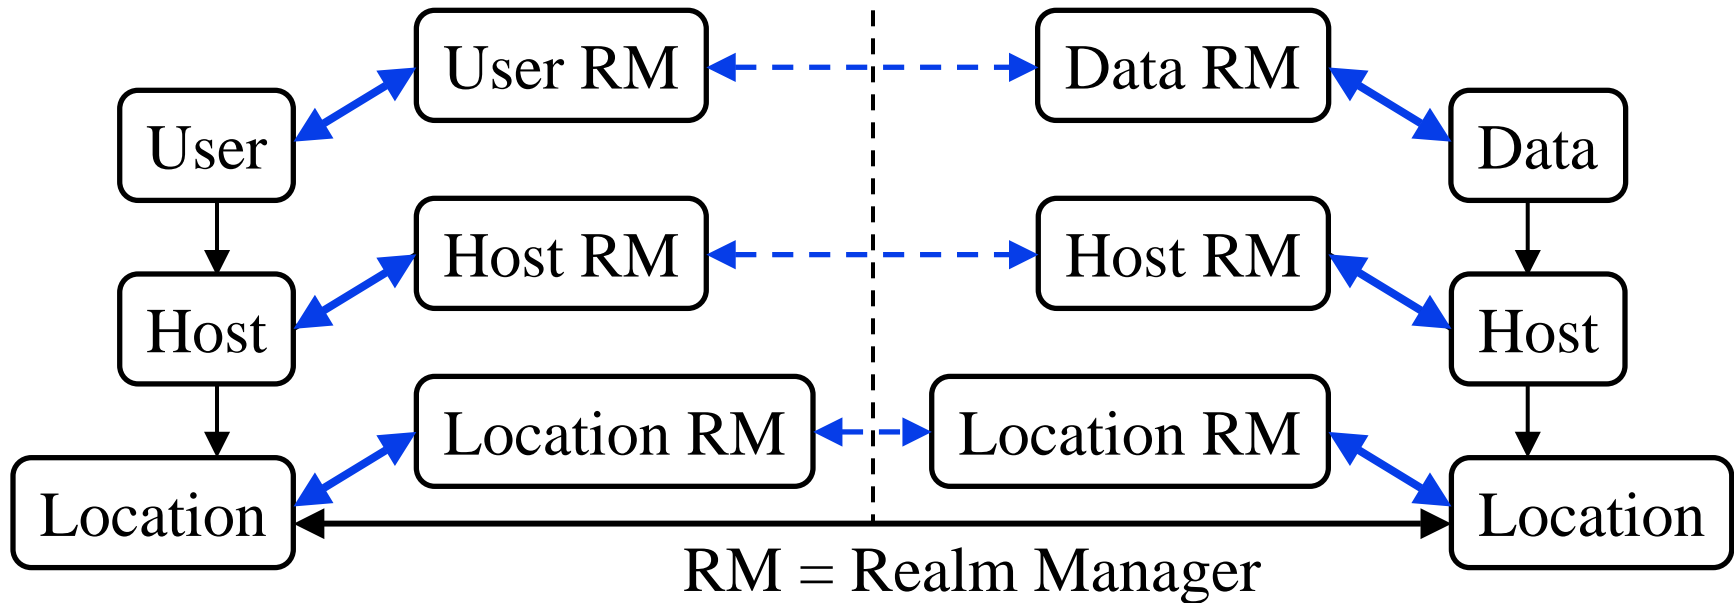 User RM
Data RM
User
Data
Host RM
Host RM
Host
Host
Location RM
Location RM
Location
Location
RM = Realm Manager